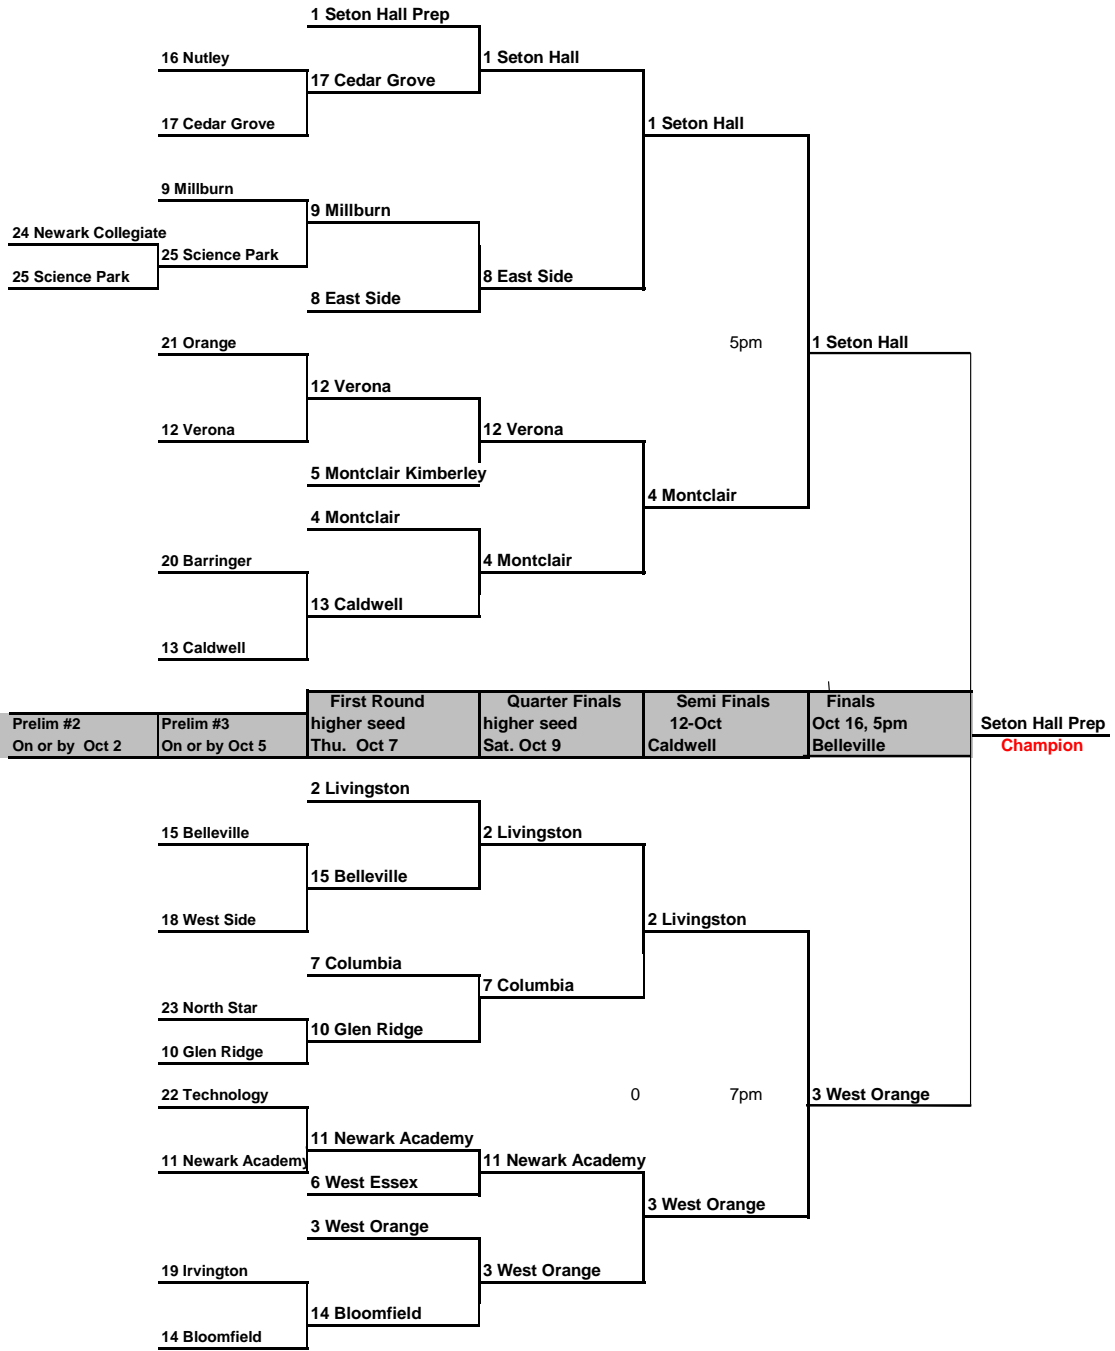 1 Seton Hall Prep
16 Nutley
1 Seton Hall
17 Cedar Grove
17 Cedar Grove
1 Seton Hall
9 Millburn
9 Millburn
24 Newark Collegiate
25 Science Park
25 Science Park
8 East Side
8 East Side
21 Orange
5pm
1 Seton Hall
12 Verona
12 Verona
12 Verona
5 Montclair Kimberley
4 Montclair
4 Montclair
20 Barringer
4 Montclair
13 Caldwell
13 Caldwell
First Round
Quarter Finals
Semi Finals
Finals
Prelim #2
Prelim #3
higher seed
higher seed
12-Oct
Oct 16, 5pm
Seton Hall Prep
On or by Oct 2
On or by Oct 5
Thu. Oct 7
Sat. Oct 9
Caldwell
Belleville
Champion
2 Livingston
15 Belleville
2 Livingston
15 Belleville
18 West Side
2 Livingston
7 Columbia
7 Columbia
23 North Star
10 Glen Ridge
10 Glen Ridge
22 Technology
0
7pm
3 West Orange
11 Newark Academy
11 Newark Academy
11 Newark Academy
6 West Essex
3 West Orange
3 West Orange
19 Irvington
3 West Orange
14 Bloomfield
14 Bloomfield